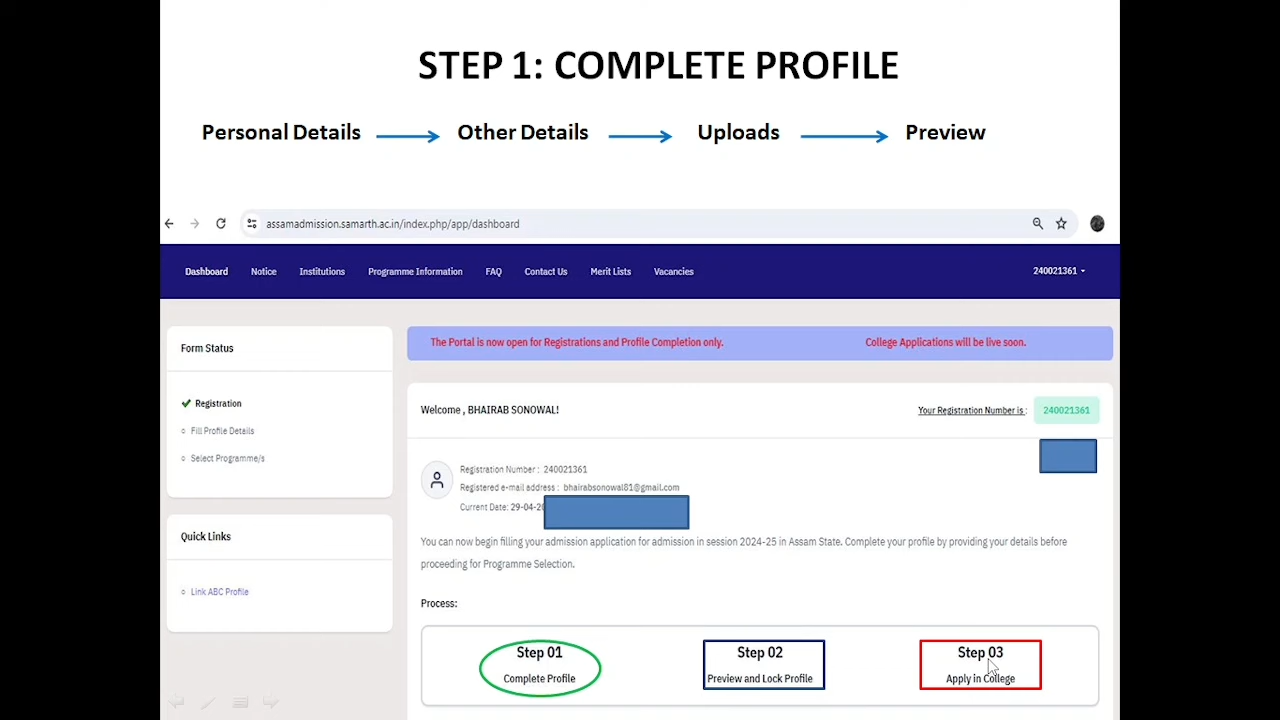 STEP 1: COMPLETE PROFILE
Personal Details Other Details Uploads Preview
assamadmission.samarth.ac.in/index.php/app/dashboard
Dashboard Notice Institutions Programme Information FAQ Contact Us Merit Lists Vacancies 240021361
Form Status
Registration
Fill Profile Details
Select Programme/s
Quick Links
Link ABC Profile
The Portal is now open for Registrations and Profile Completion only. College Applications will be live soon.
Welcome , BHAIRAB SONOWAL! Your Registration Number is : 240021361
Registration Number : 240021361
Registered e-mail address : bhairabsonowal81@gmail.com
Current Date: 29-04-20
You can now begin filling your admission application for admission in session 2024-25 in Assam State. Complete your profile by providing your details before
proceeding for Programme Selection.
Process:
Step 01 Step 02 Step 03
Complete Profile Preview and Lock Profile Apply in College